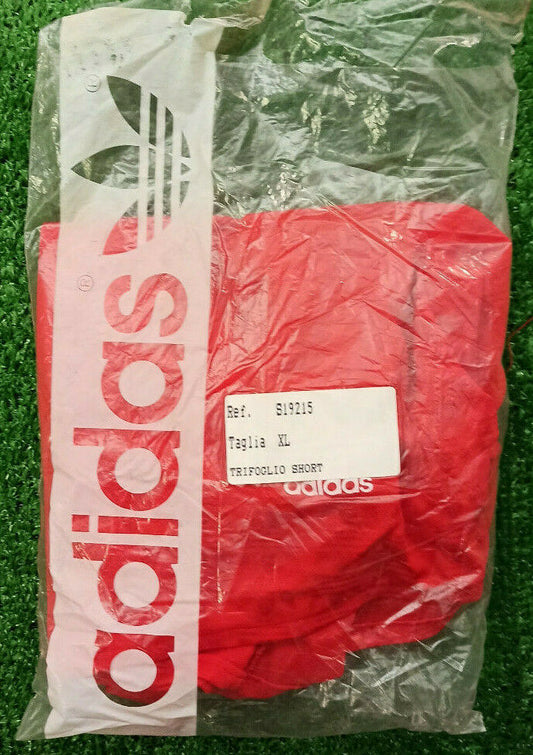 adidas®
®
Ref. S19215
Taglia XL
TRIFOGLIO SHORT
adidas